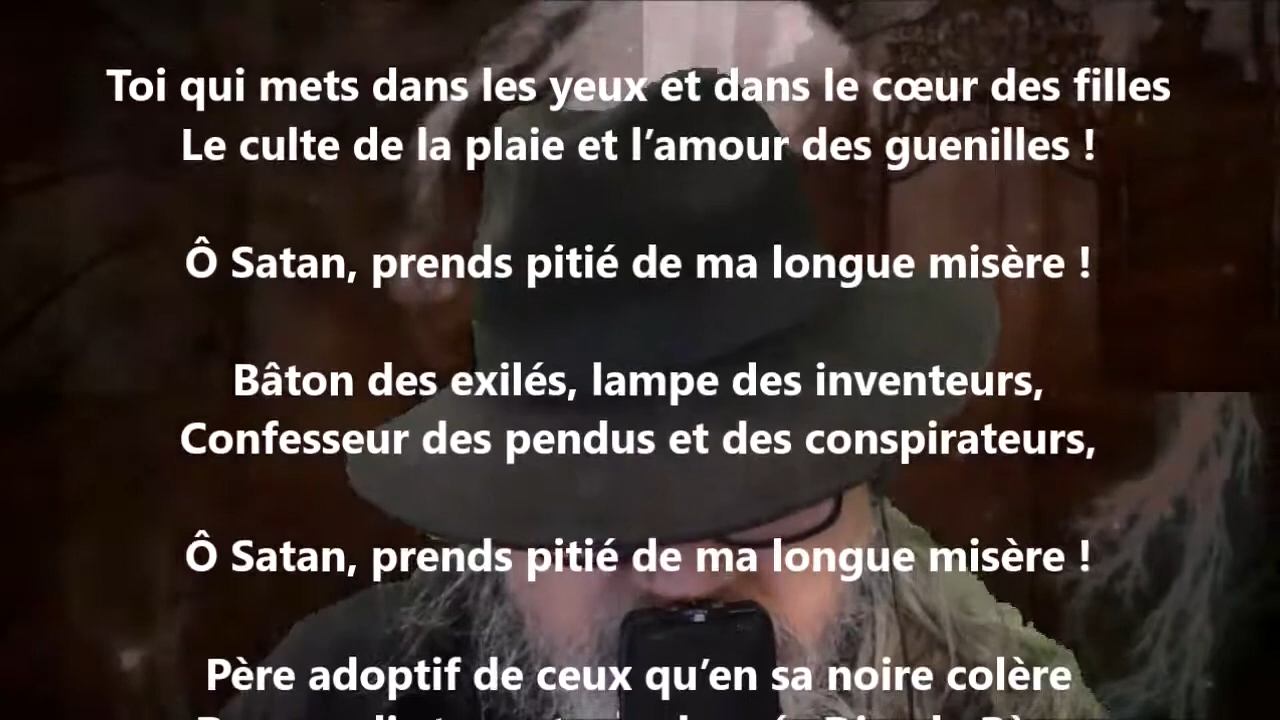 Toi qui mets dans les yeux et dans le cœur des filles
Le culte de la plaie et l’amour des guenilles !
Ô Satan, prends pitié de ma longue misère !
Bâton des exilés, lampe des inventeurs,
Confesseur des pendus et des conspirateurs,
Ô Satan, prends pitié de ma longue misère !
Père adoptif de ceux qu’en sa noire colère